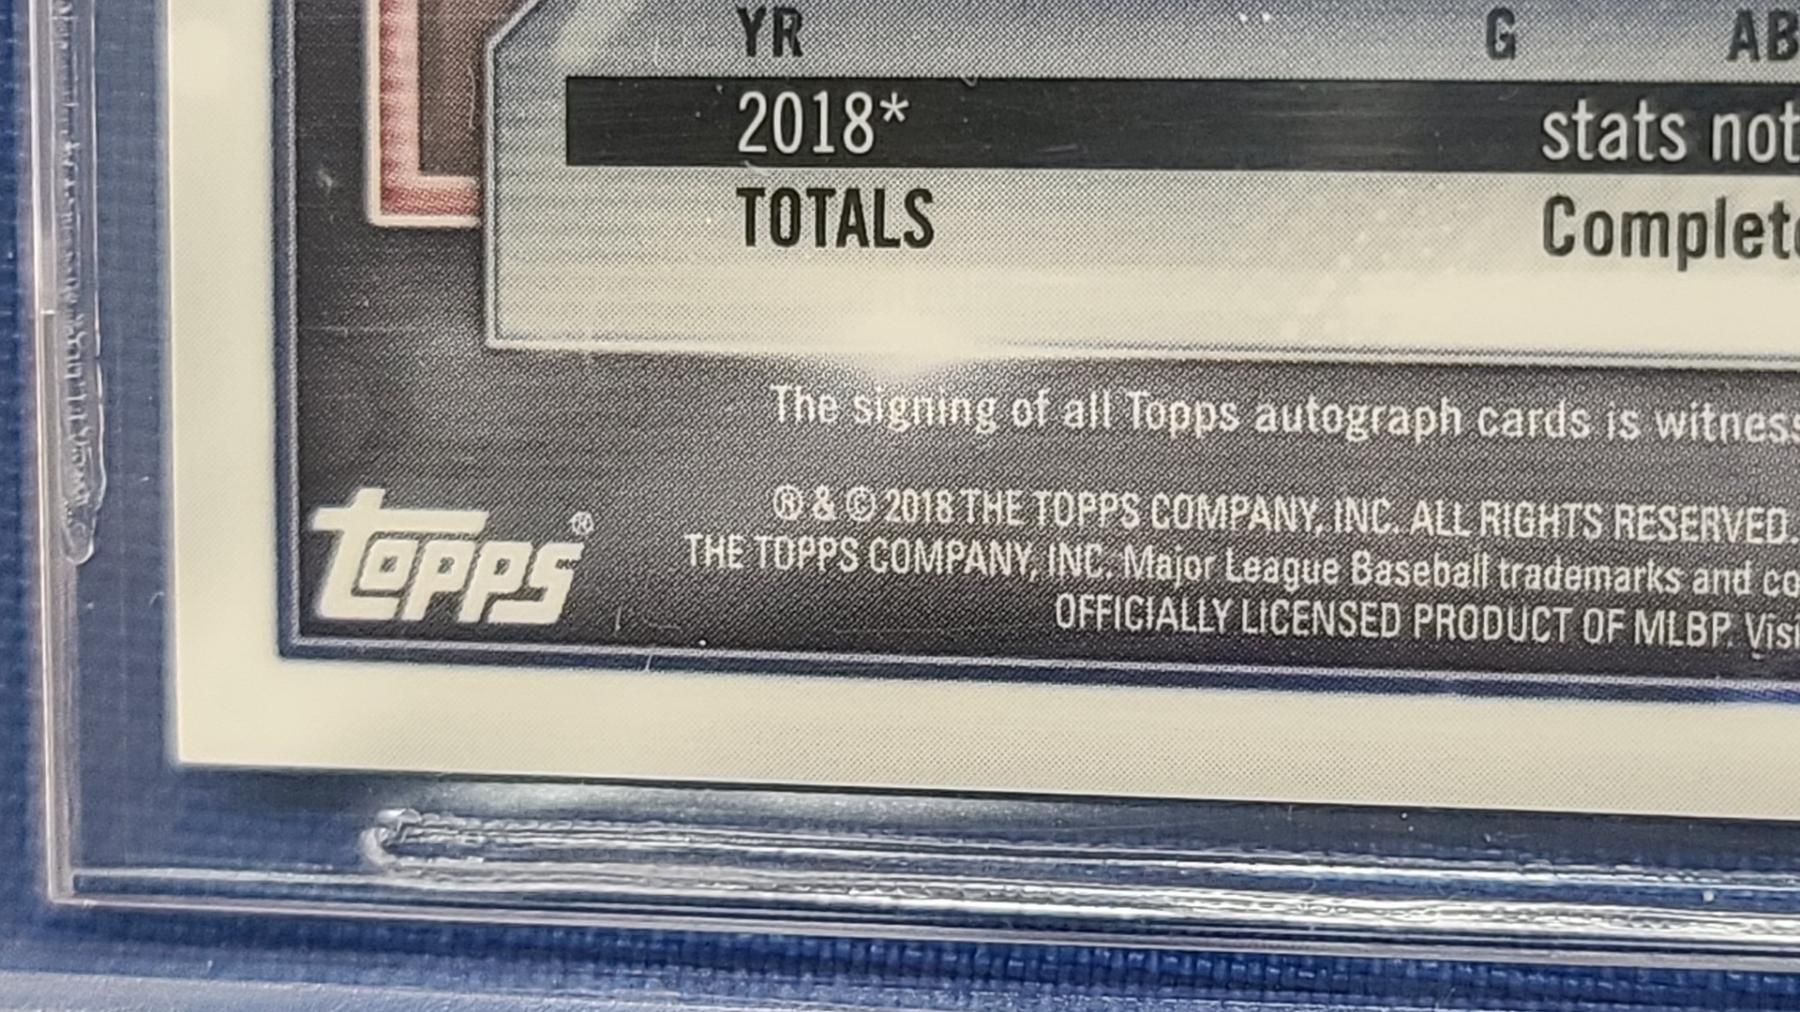 YR G AB
2018* stats not
TOTALS Complete
The signing of all Topps autograph cards is witness
® & © 2018 THE TOPPS COMPANY, INC. ALL RIGHTS RESERVED.
topps®
THE TOPPS COMPANY, INC. Major League Baseball trademarks and co
OFFICIALLY LICENSED PRODUCT OF MLBP. Visi